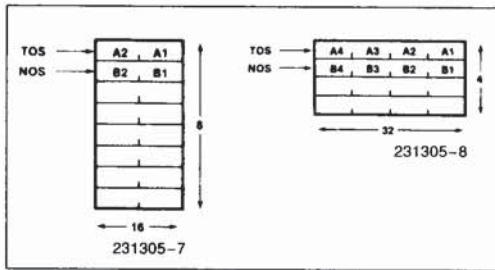 TOS A2 A1
NOS B2 B1
8
16
231305-7
TOS A4 A3 A2 A1
NOS B4 B3 B2 B1
4
32
231305-8